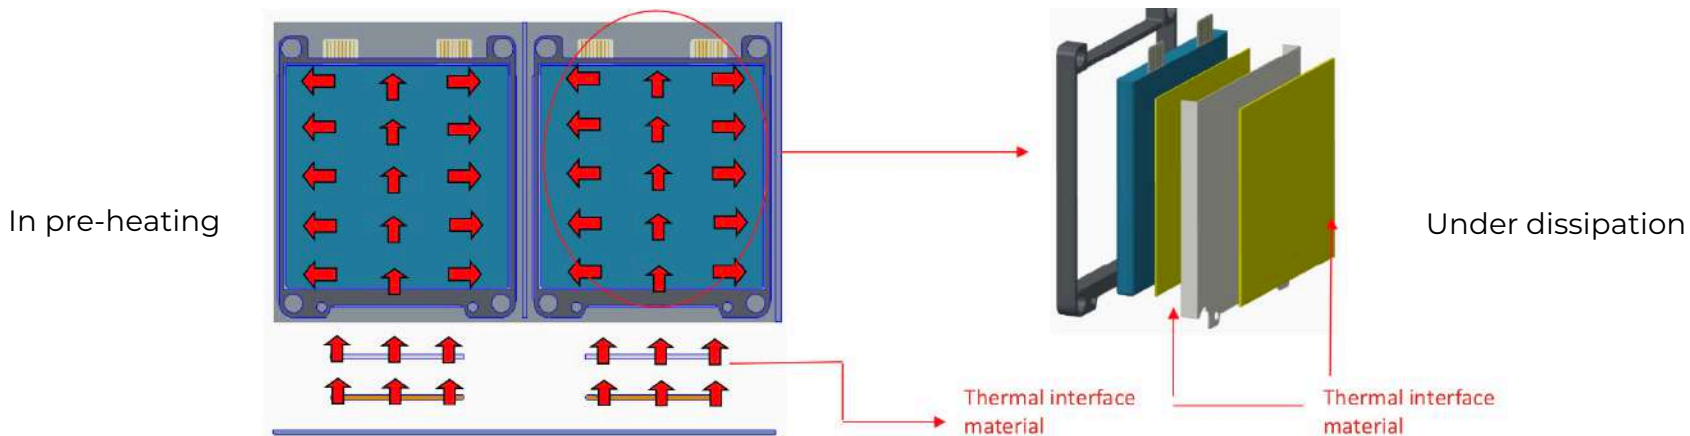 In pre-heating
Under dissipation
Thermal interface
material
Thermal interface
material